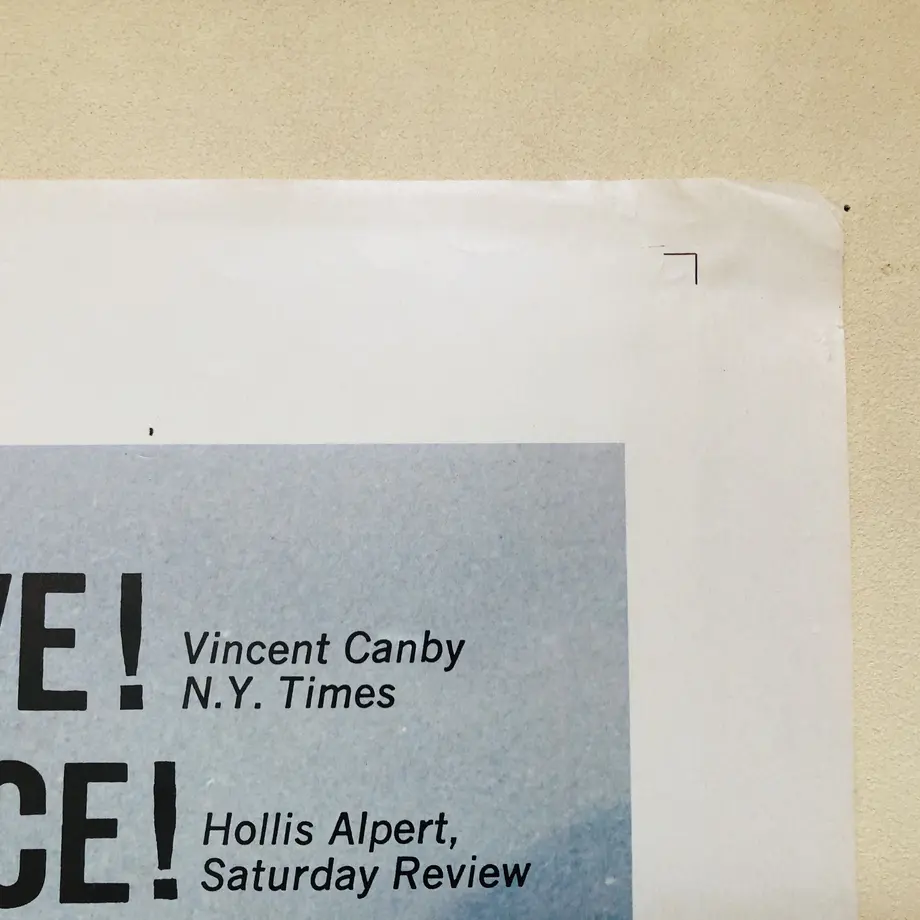 VE! Vincent Canby
N.Y. Times
CE! Hollis Alpert,
Saturday Review